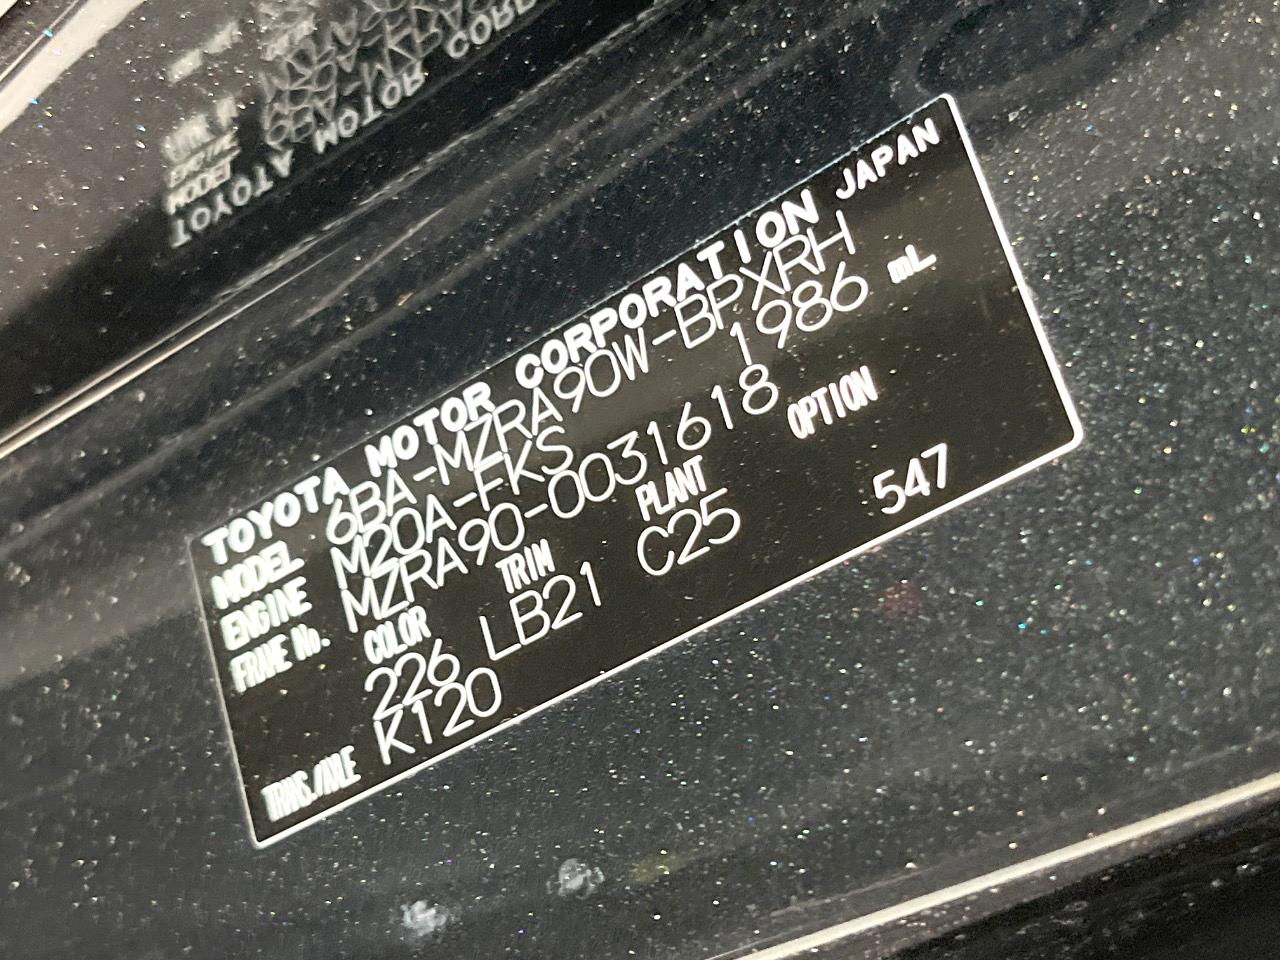 TOYOTA MOTOR CORPORATION JAPAN
MODEL 6BA-MZRA90W-BPXRH
ENGINE M20A-FKS 1986 mL
FRAME No. MZRA90-0031618
COLOR TRIM PLANT OPTION
226 LB21 C25 547
TRANS./AXLE K120